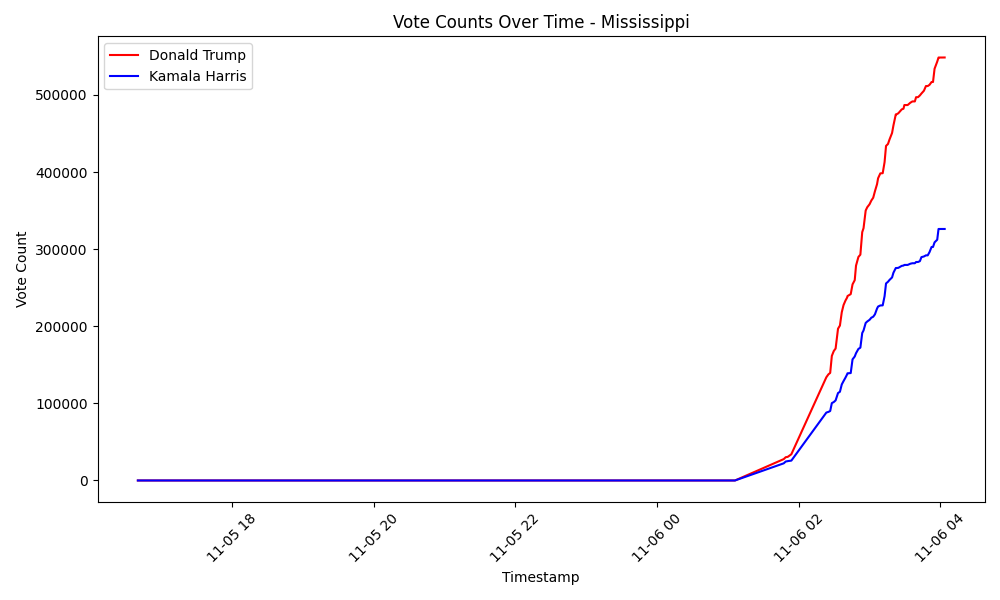 Vote Counts Over Time - Mississippi
Donald Trump
Kamala Harris
Vote Count
500000
400000
300000
200000
100000
0
11-05 18
11-05 20
11-05 22
11-06 00
11-06 02
11-06 04
Timestamp